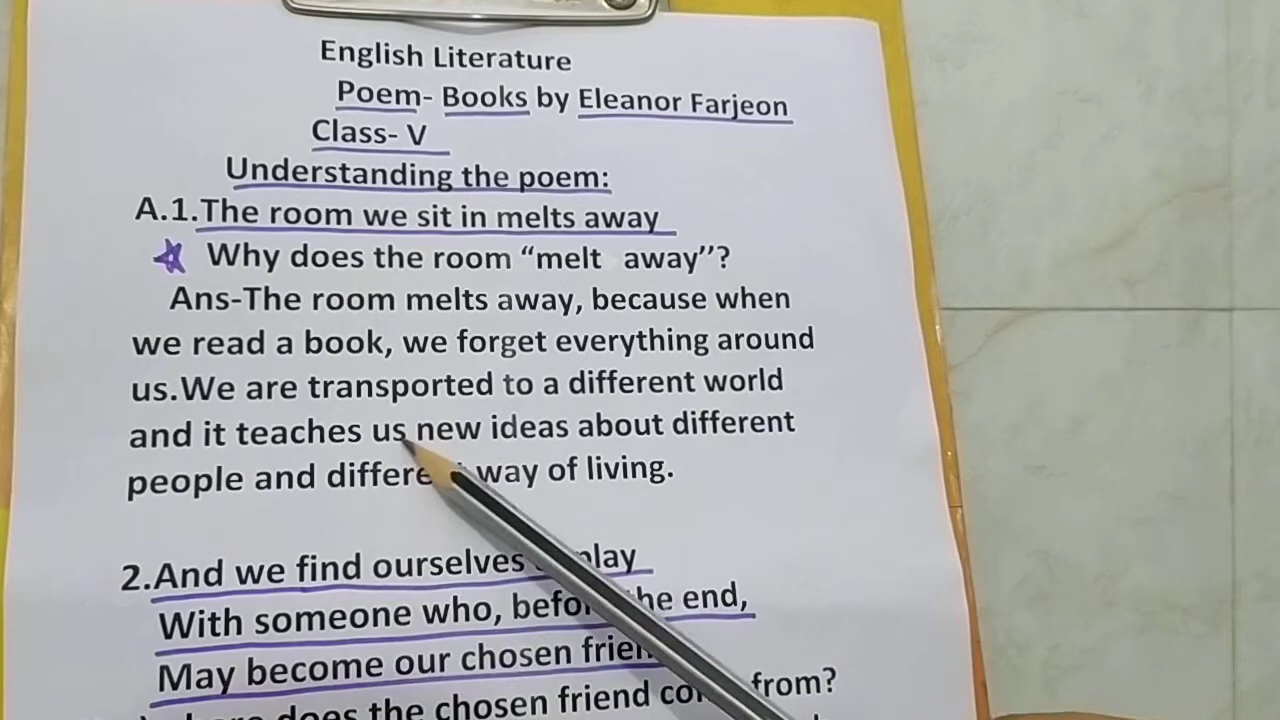 English Literature
Poem- Books by Eleanor Farjeon
Class- V
Understanding the poem:
A.1.The room we sit in melts away
Why does the room “melt away”?
Ans-The room melts away, because when
we read a book, we forget everything around
us.We are transported to a different world
and it teaches us new ideas about different
people and different way of living.
2.And we find ourselves play
With someone who, before the end,
May become our chosen
does the chosen friend from?